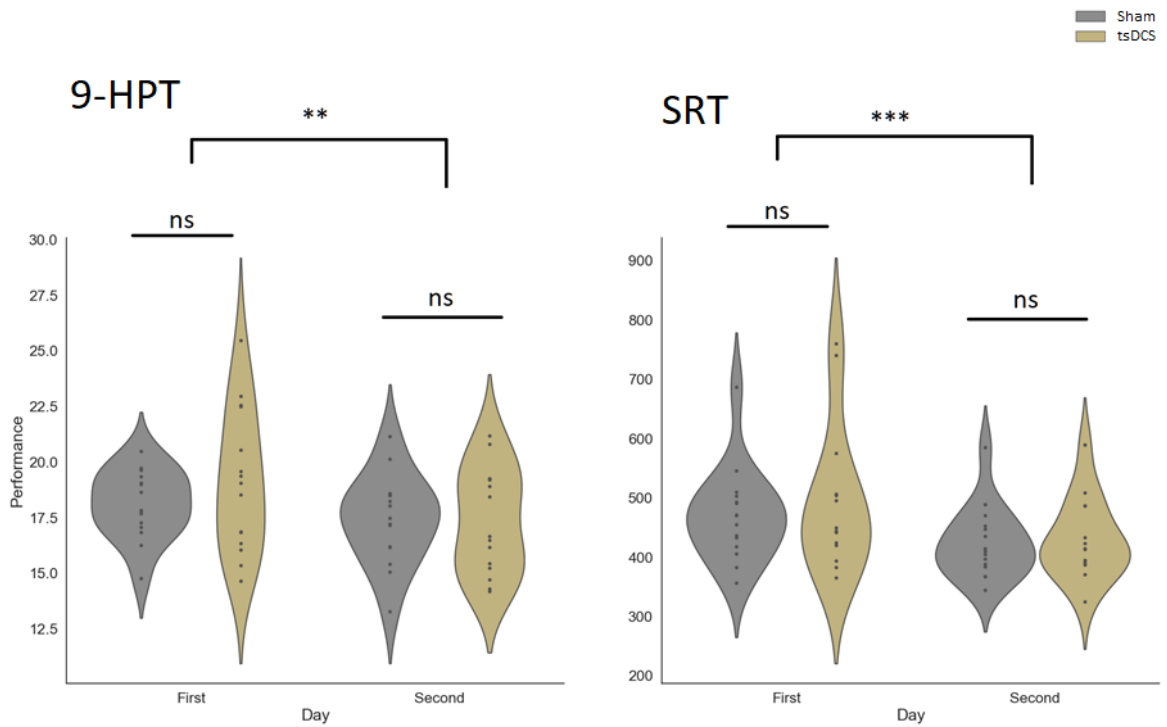 Sham
tsDCS
9-HPT
**
ns
ns
30.0
27.5
25.0
22.5
20.0
17.5
15.0
12.5
Performance
First
Second
Day
SRT
***
ns
ns
900
800
700
600
500
400
300
200
First
Second
Day